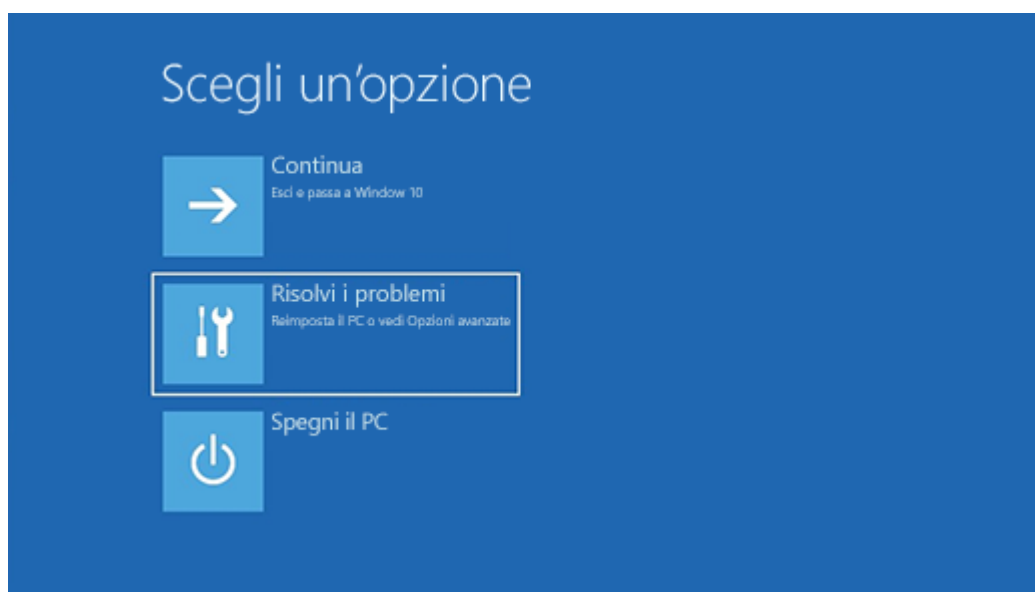 Scegli un'opzione
Continua
Esci e passa a Window 10
Risolvi i problemi
Reimposta il PC o vedi Opzioni avanzate
Spegni il PC